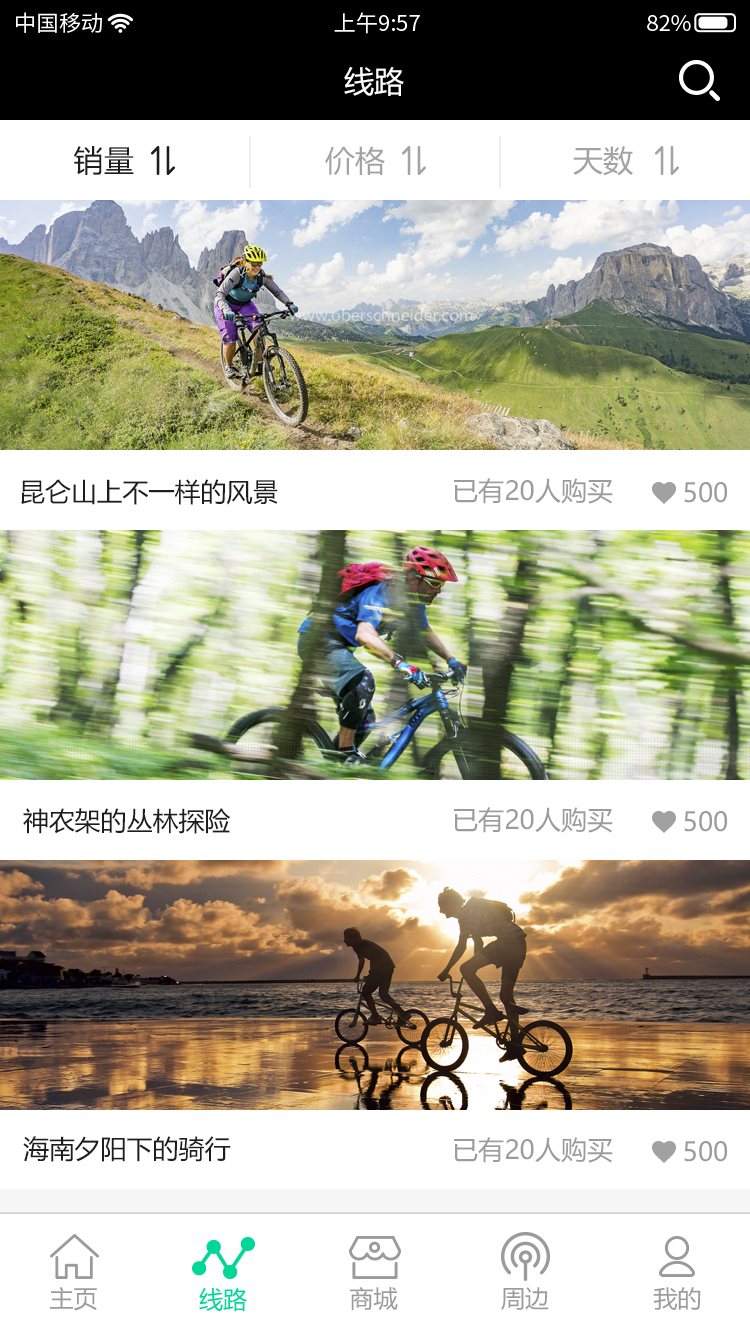 中国移动 上午9:57 82%
线路
销量 价格 天数
www.oberschneider.com
昆仑山上不一样的风景 已有20人购买 500
神农架的丛林探险 已有20人购买 500
海南夕阳下的骑行 已有20人购买 500
主页 线路 商城 周边 我的